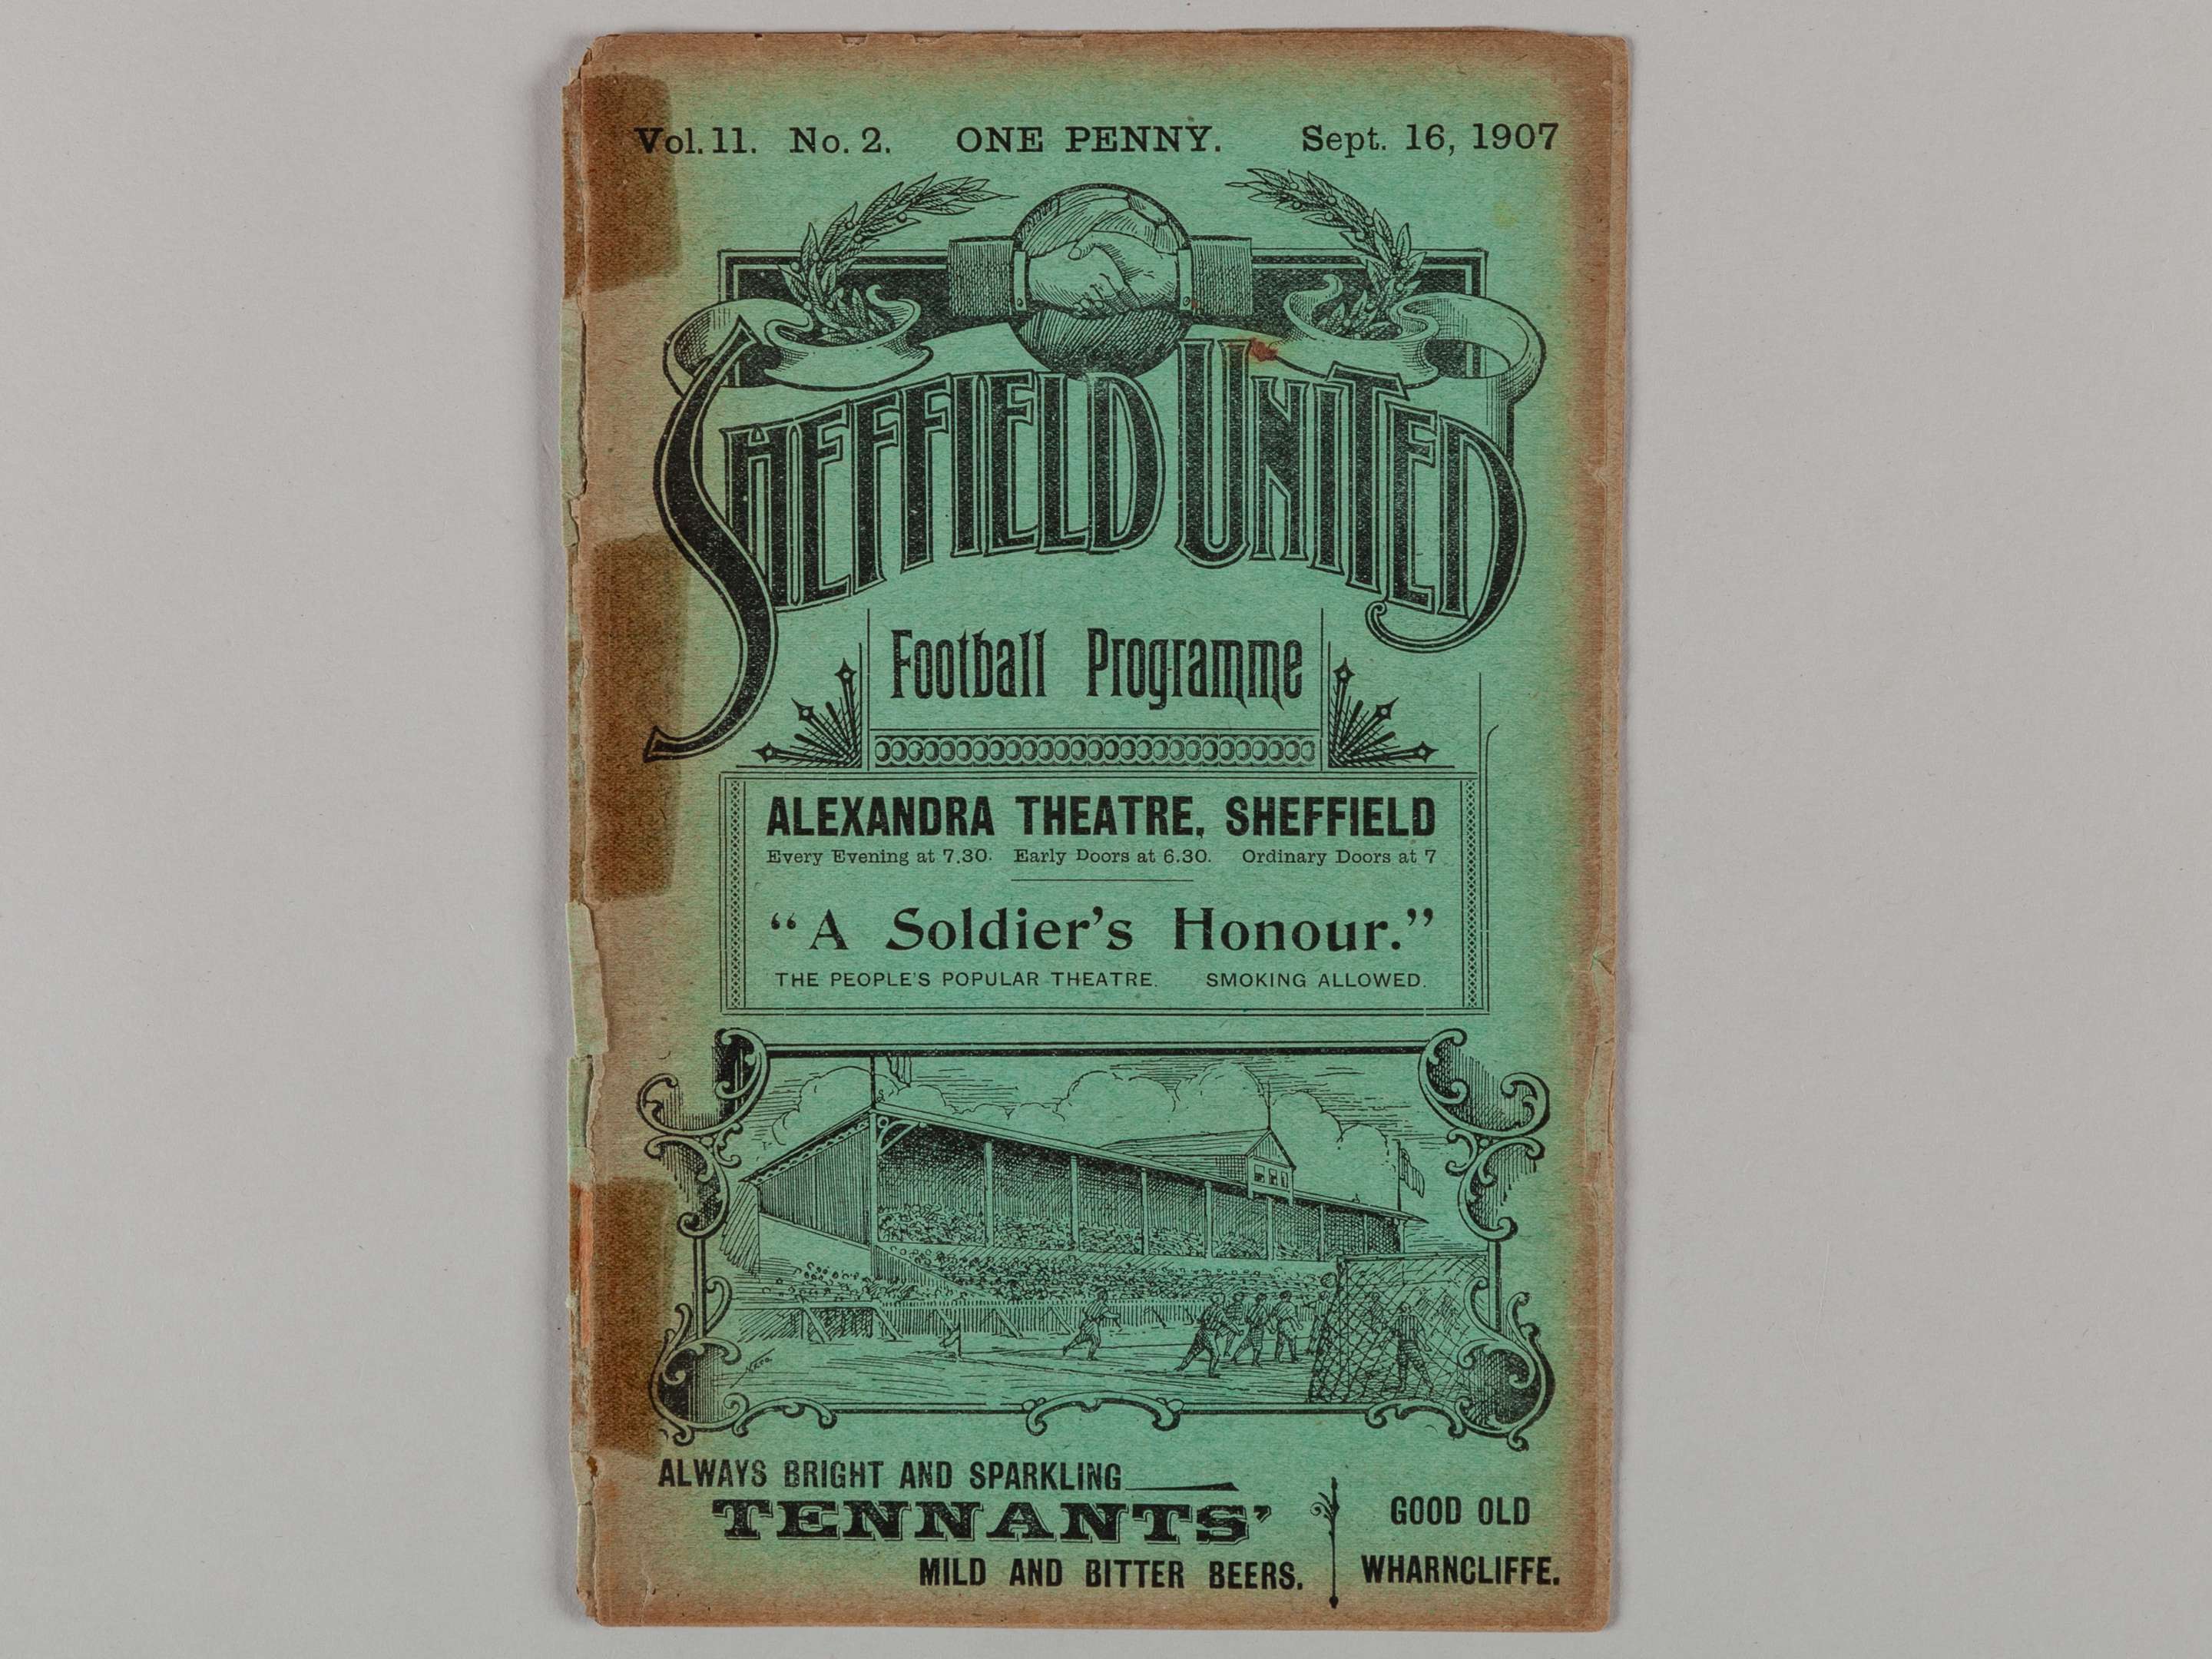 Vol. 11. No. 2. ONE PENNY. Sept. 16, 1907
SHEFFIELD UNITED
Football Programme
ALEXANDRA THEATRE, SHEFFIELD
Every Evening at 7.30. Early Doors at 6.30. Ordinary Doors at 7
"A Soldier's Honour."
THE PEOPLE'S POPULAR THEATRE. SMOKING ALLOWED.
ALWAYS BRIGHT AND SPARKLING
TENNANTS'
MILD AND BITTER BEERS.
GOOD OLD
WHARNCLIFFE.